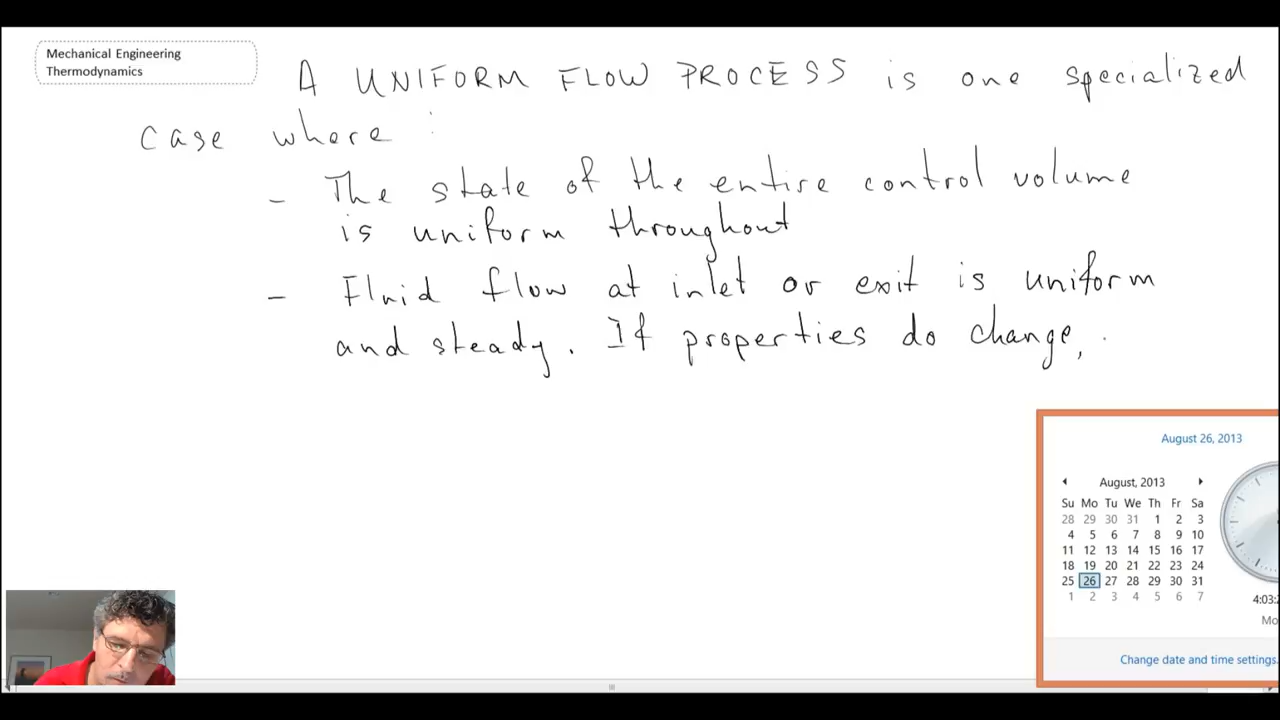 Mechanical Engineering
Thermodynamics
A UNIFORM FLOW PROCESS is one specialized
case where :
- The state of the entire control volume
is uniform throughout
- Fluid flow at inlet or exit is uniform
and steady. If properties do change,
August 26, 2013
August, 2013
Su Mo Tu We Th Fr Sa
28 29 30 31 1 2 3
4 5 6 7 8 9 10
11 12 13 14 15 16 17
18 19 20 21 22 23 24
25 26 27 28 29 30 31
1 2 3 4 5 6 7
4:03:2
Mo
Change date and time settings.